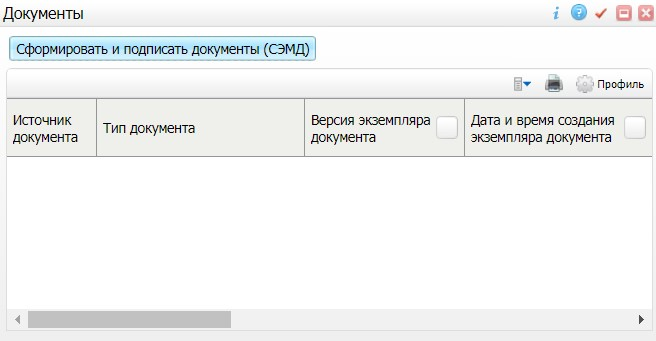 Документы
Сформировать и подписать документы (СЭМД)
Профиль
Источник
документа
Тип документа
Версия экземпляра
документа
Дата и время создания
экземпляра документа